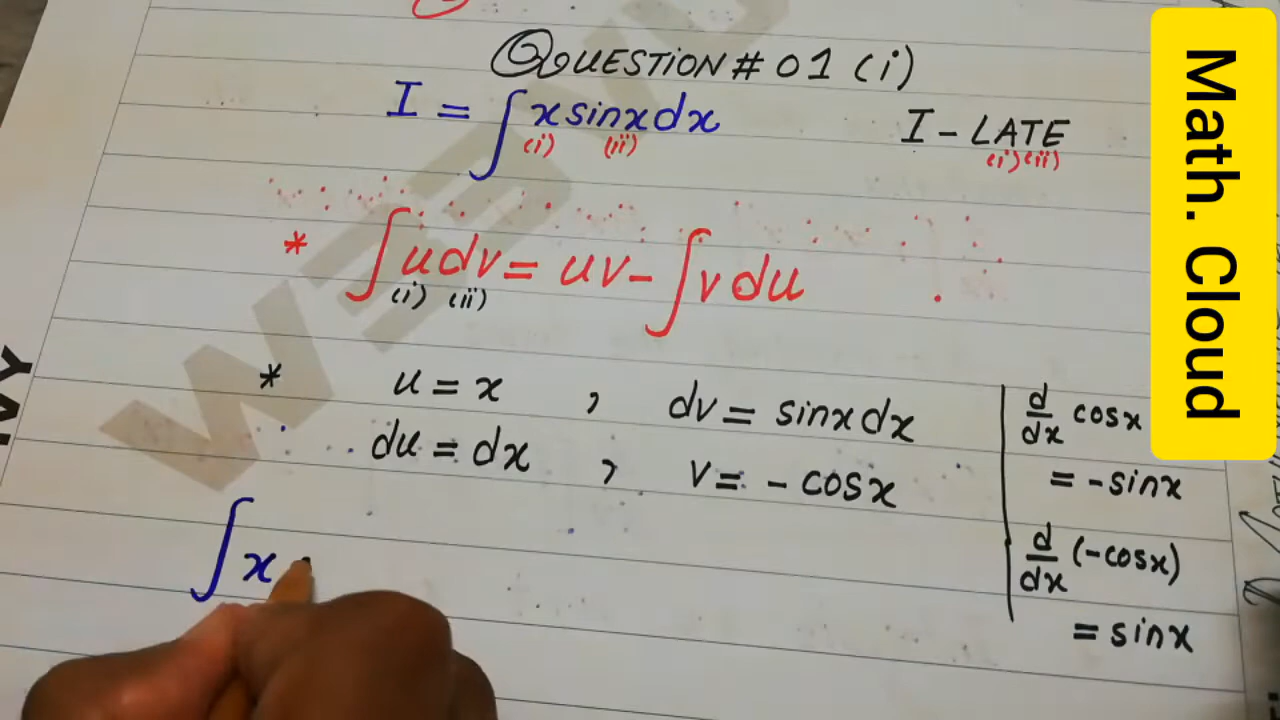 QUESTION # 01 (i)
I = ∫ x sinx dx
(i) (ii)
I - LATE
(i) (ii)
* ∫ u dv = uv - ∫ v du
(i) (ii)
* u = x , dv = sinx dx
du = dx , v = - cosx
d/dx cosx
= -sinx
d/dx (-cosx)
= sinx
∫ x
Math. Cloud
W3